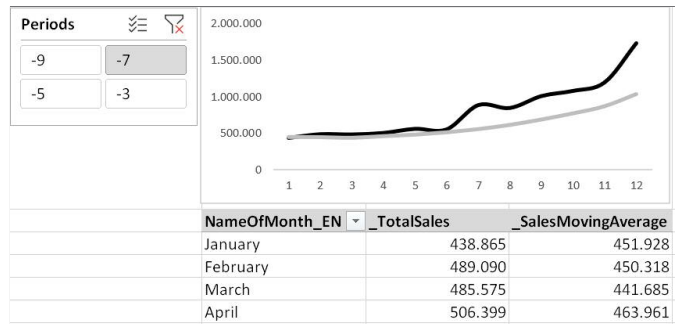 Periods
-9 -7
-5 -3
2.000.000
1.500.000
1.000.000
500.000
0
1 2 3 4 5 6 7 8 9 10 11 12
NameOfMonth_EN _TotalSales _SalesMovingAverage
January 438.865 451.928
February 489.090 450.318
March 485.575 441.685
April 506.399 463.961